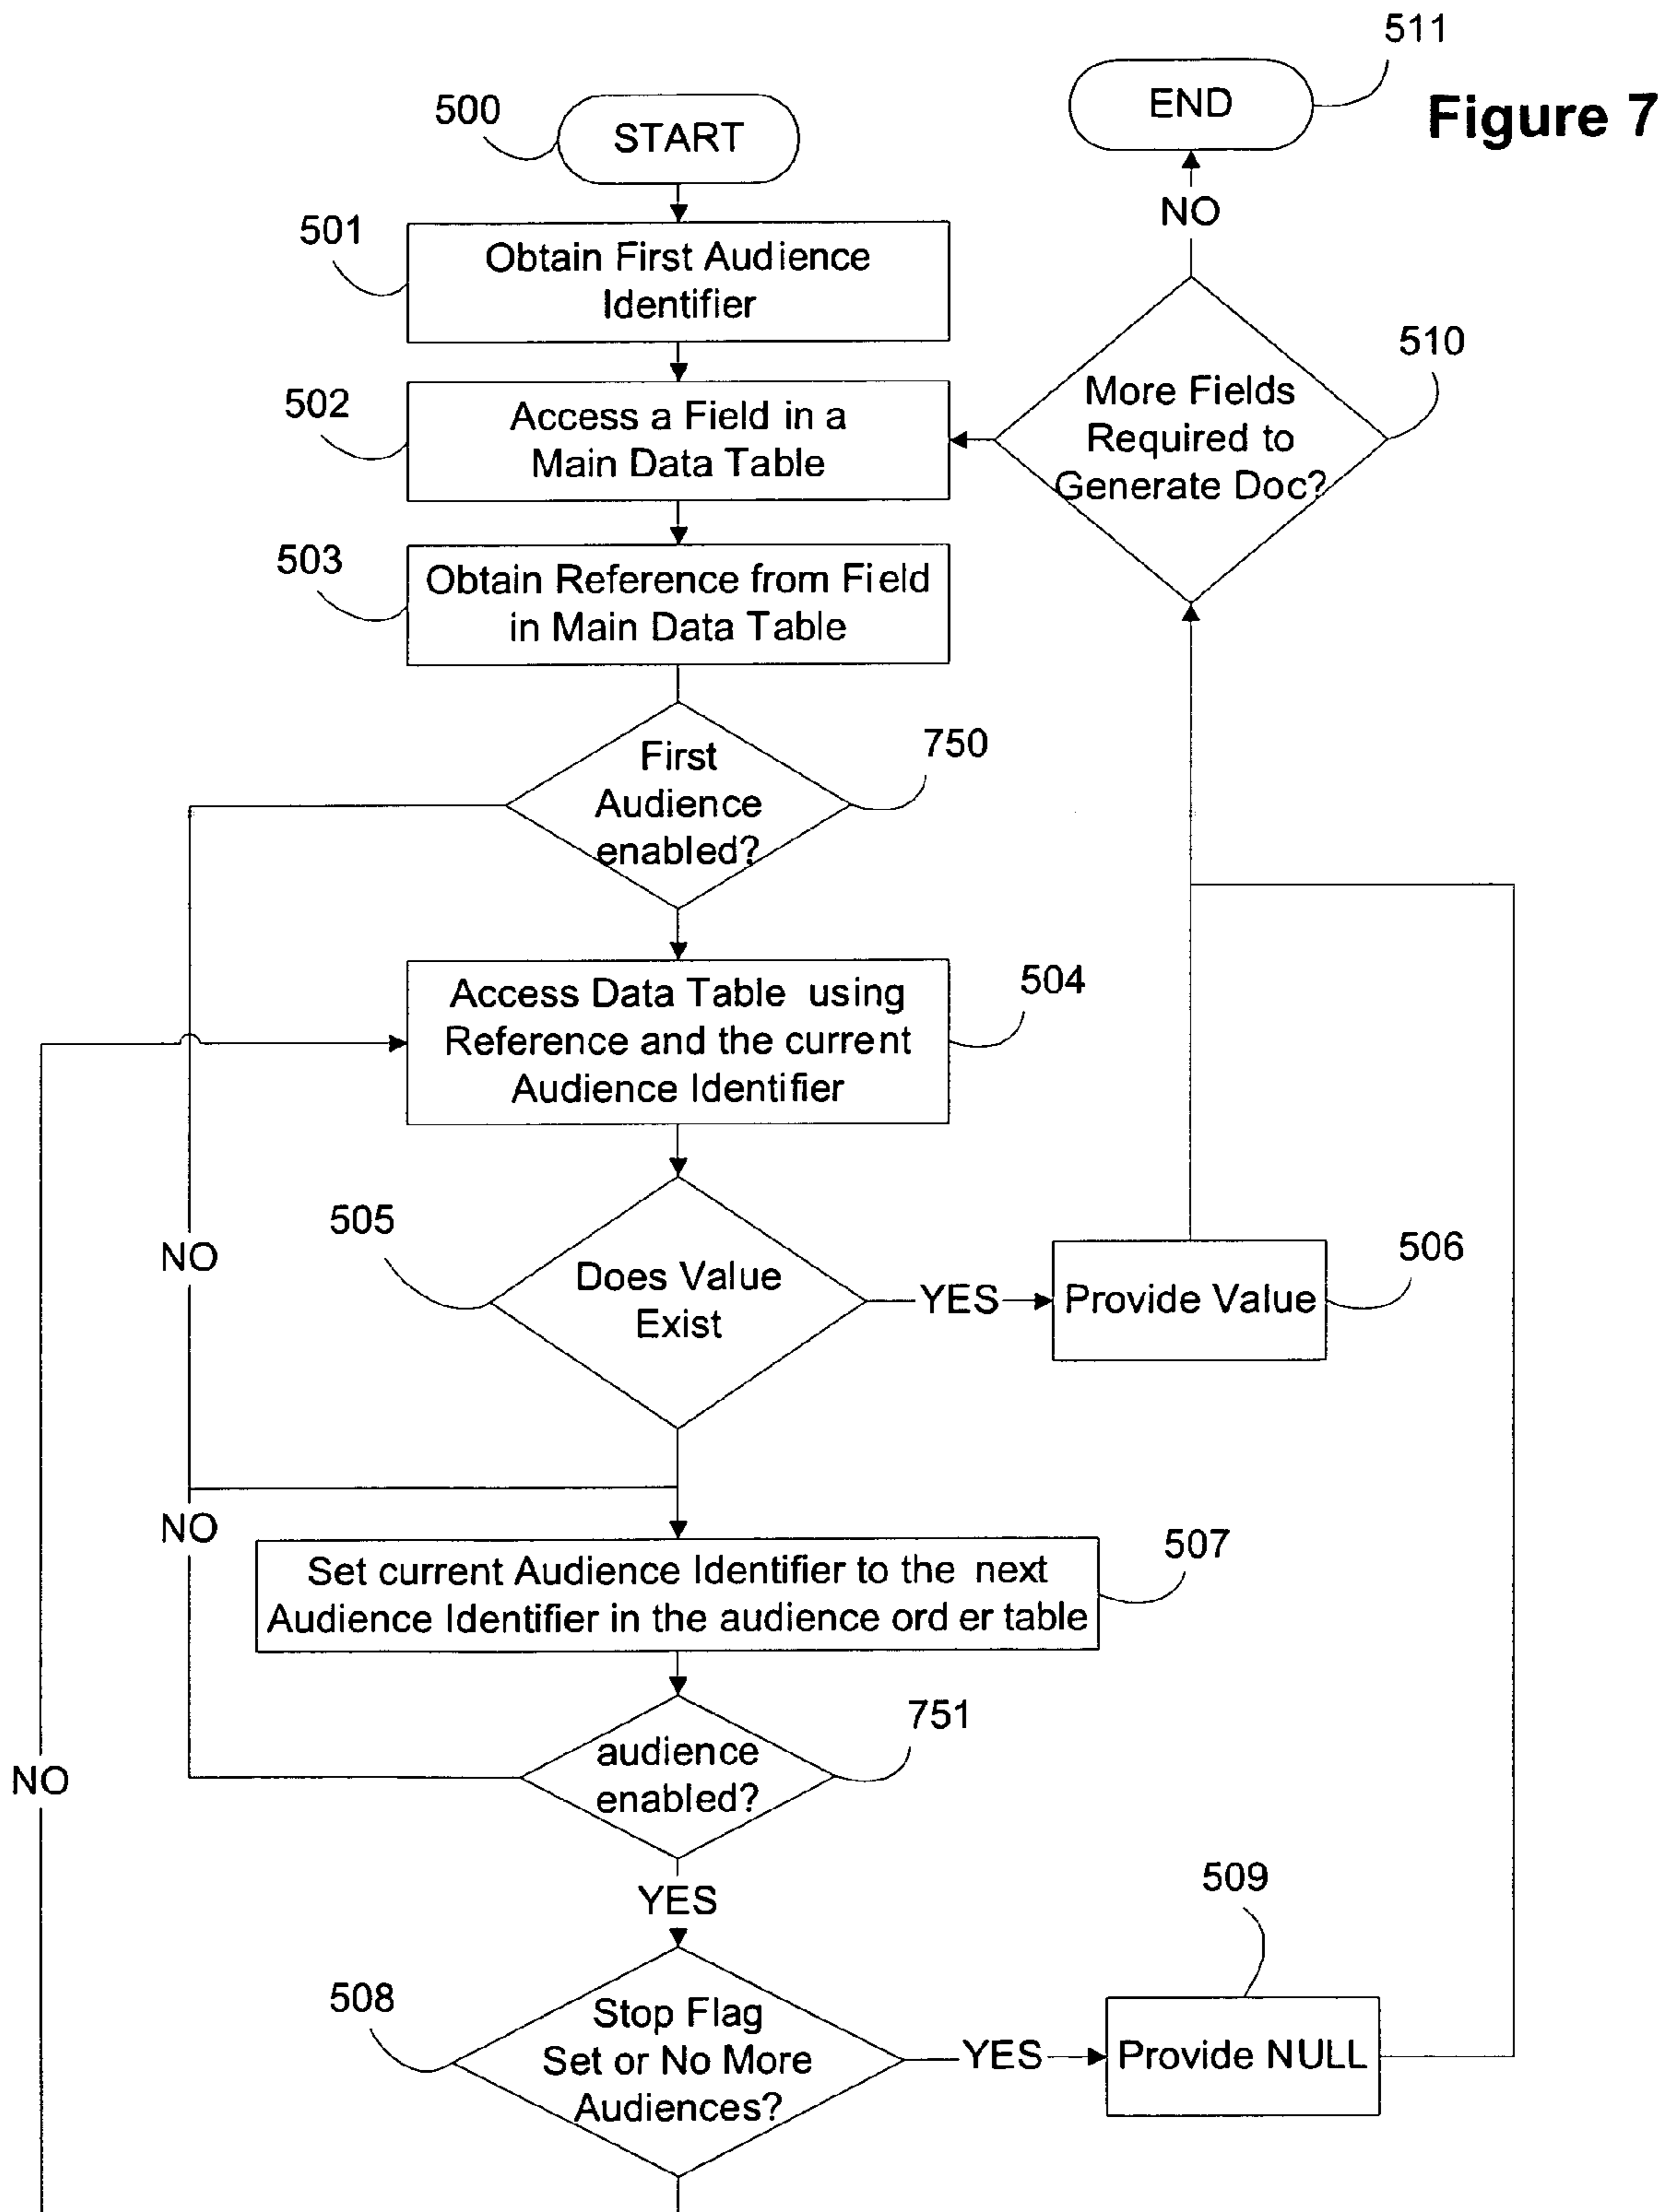 511
END
Figure 7
500
START
NO
501
Obtain First Audience
Identifier
510
More Fields
Required to
Generate Doc?
502
Access a Field in a
Main Data Table
503
Obtain Reference from Field
in Main Data Table
750
First
Audience
enabled?
504
Access Data Table using
Reference and the current
Audience Identifier
505
NO
Does Value
Exist
YES
Provide Value
506
NO
507
Set current Audience Identifier to the next
Audience Identifier in the audience ord er table
751
audience
enabled?
NO
YES
509
508
Stop Flag
Set or No More
Audiences?
YES
Provide NULL